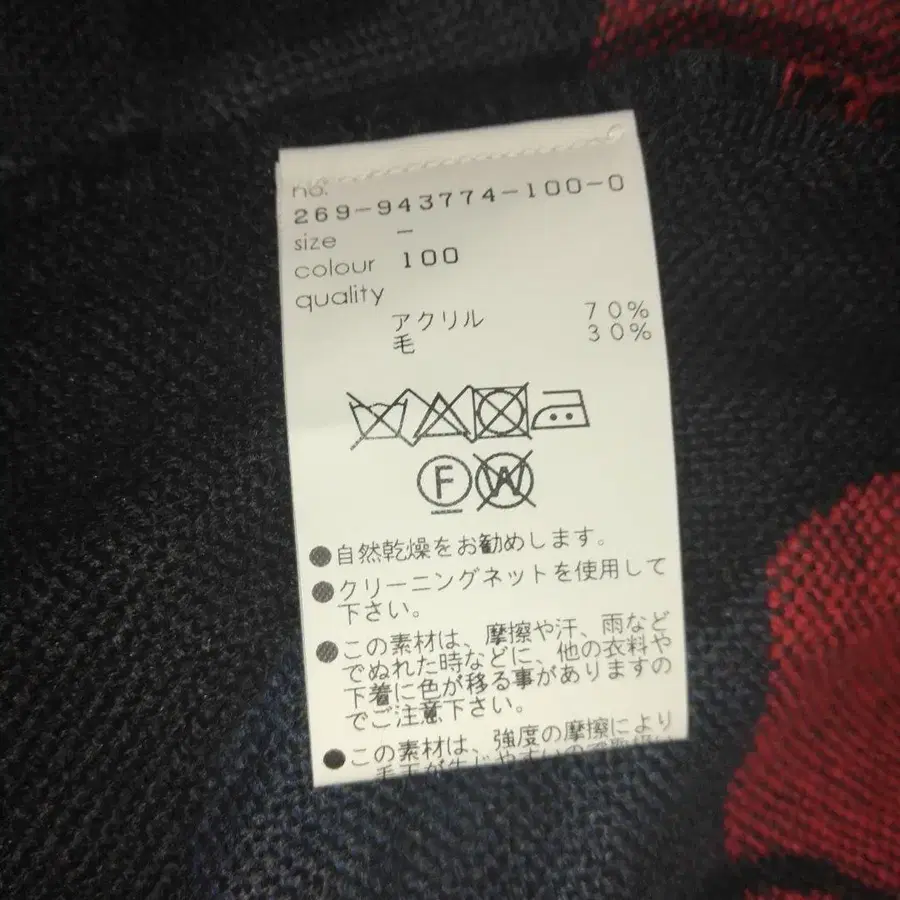 no.
269-943774-100-0
size -
colour 100
quality
アクリル 70%
毛 30%
F W
●自然乾燥をお勧めします。
●クリーニングネットを使用して
下さい。
●この素材は、摩擦や汗、雨など
でぬれた時などに、他の衣料や
下着に色が移る事がありますの
でご注意下さい。
●この素材は、強度の摩擦により